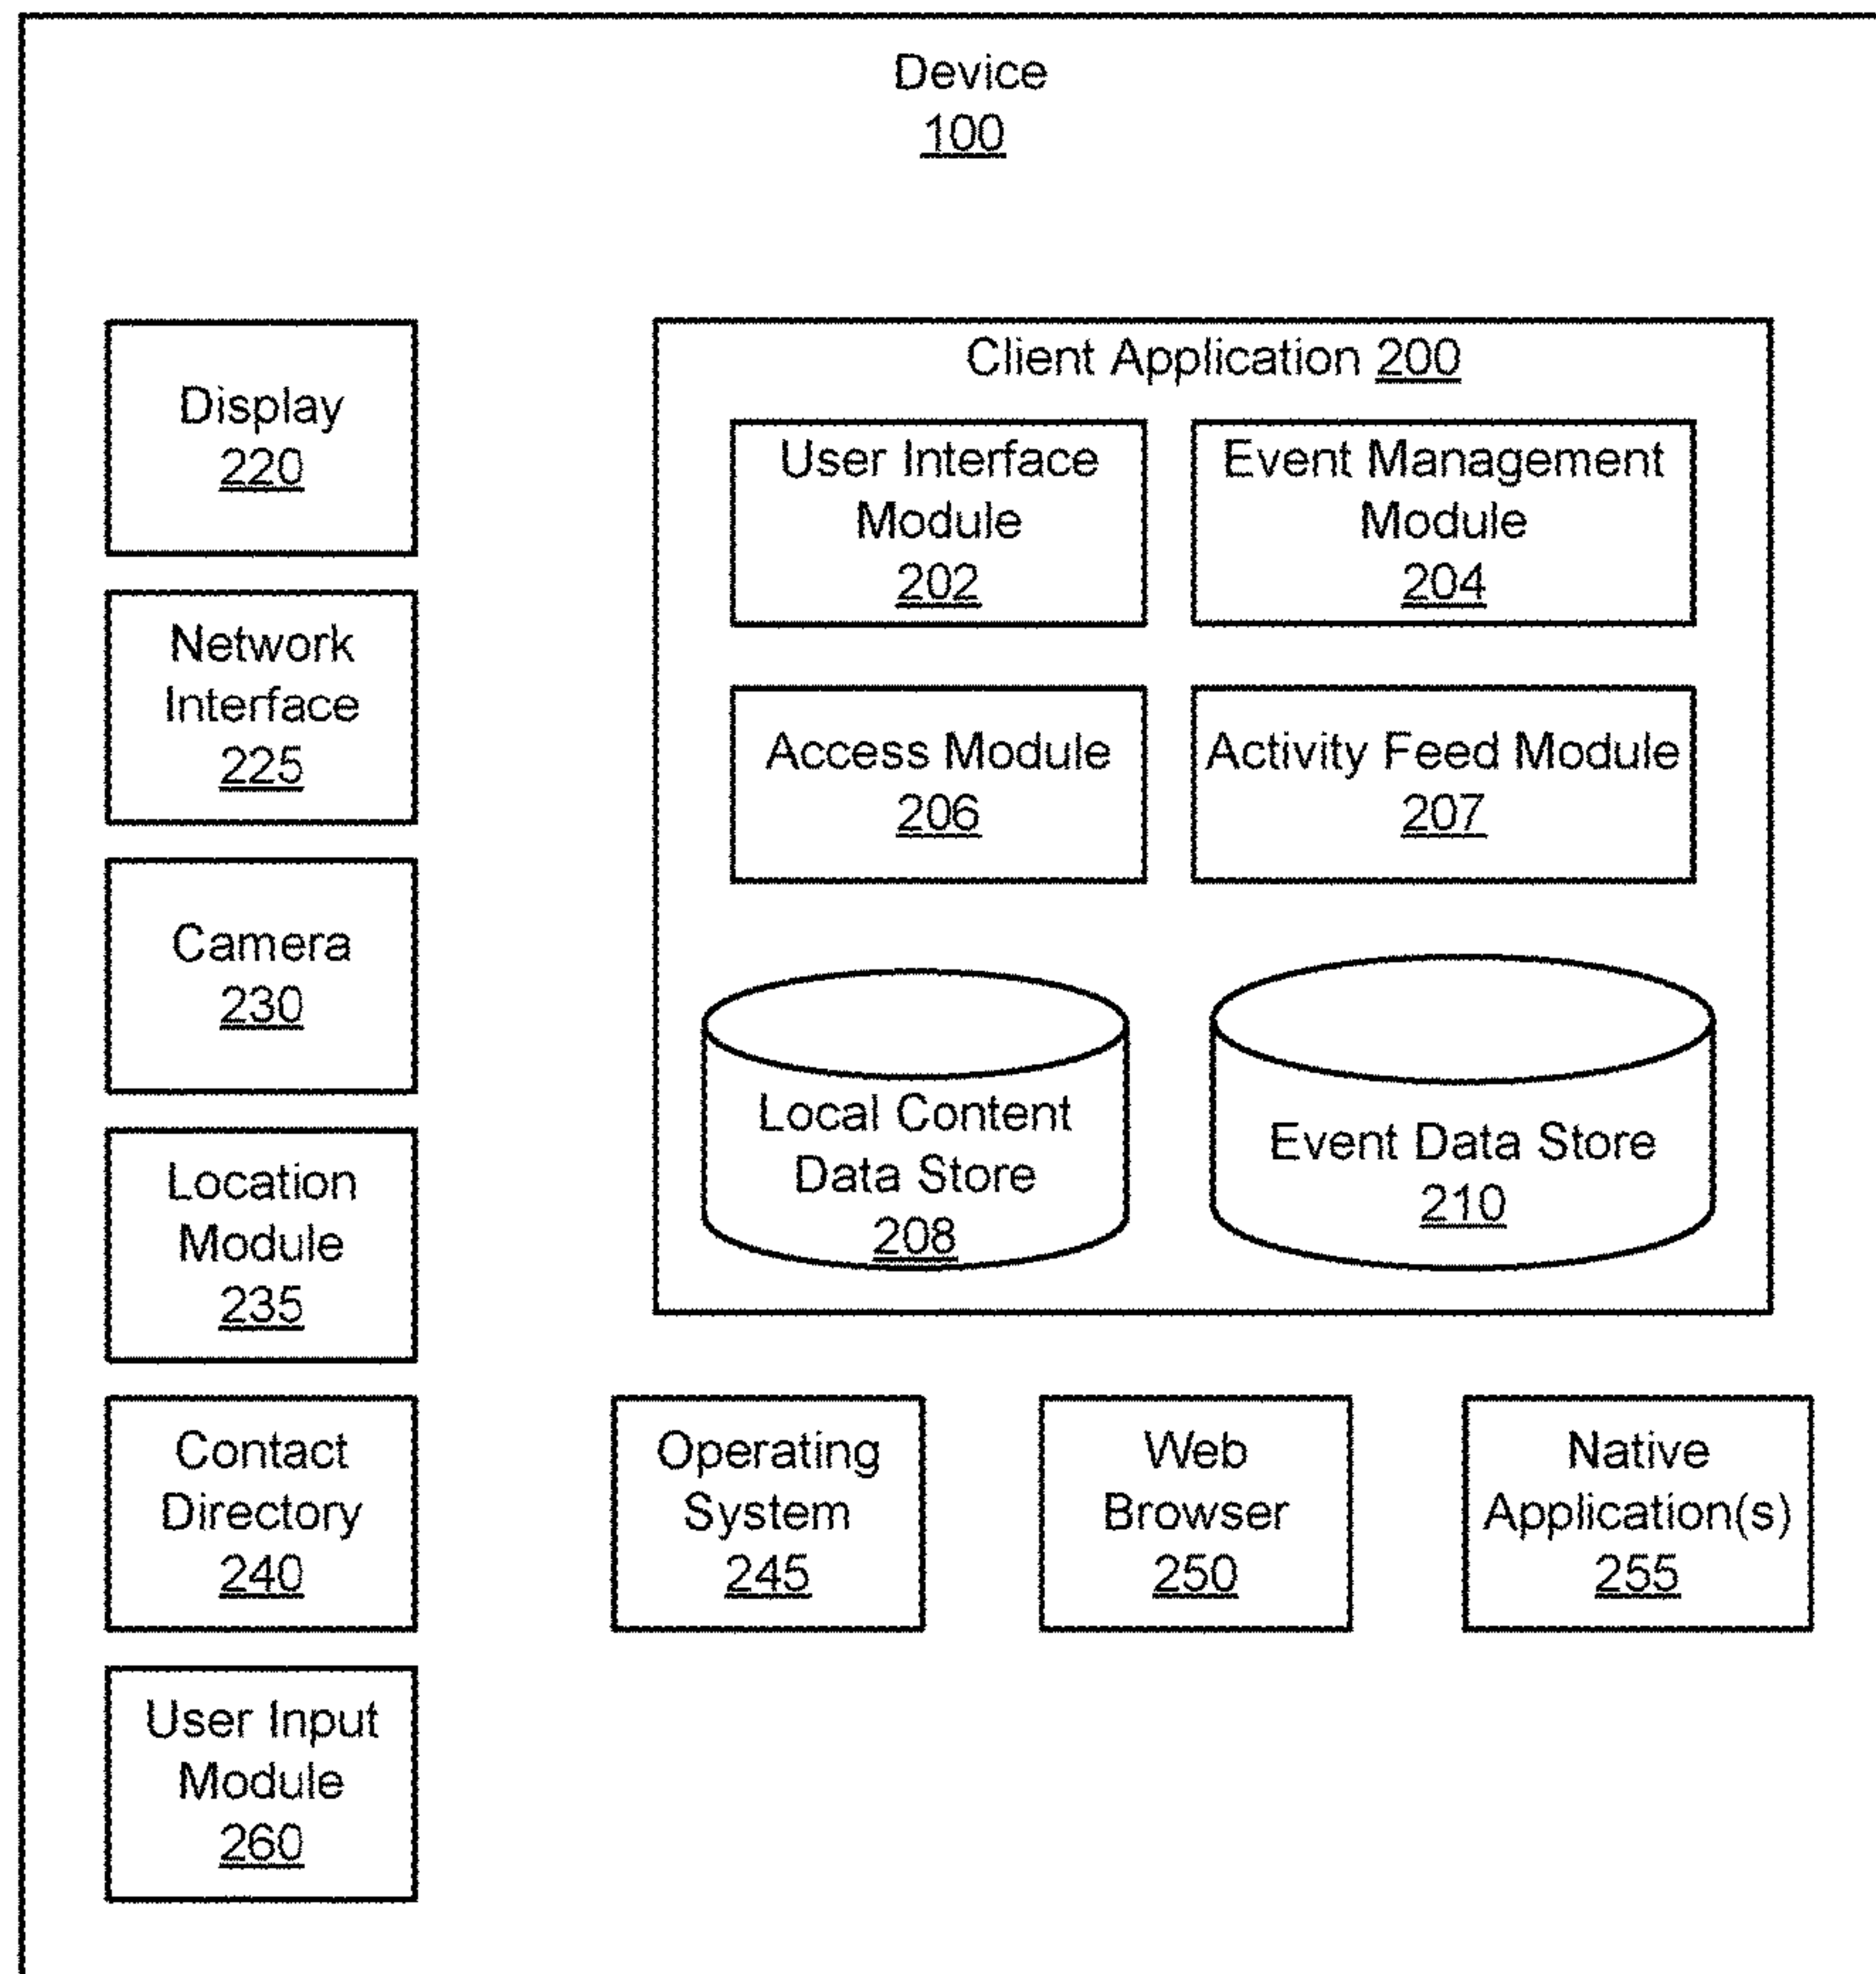 Device
100
Display
220
Network
Interface
225
Camera
230
Location
Module
235
Contact
Directory
240
User Input
Module
260
Client Application 200
User Interface
Module
202
Event Management
Module
204
Access Module
206
Activity Feed Module
207
Local Content
Data Store
208
Event Data Store
210
Operating
System
245
Web
Browser
250
Native
Application(s)
255